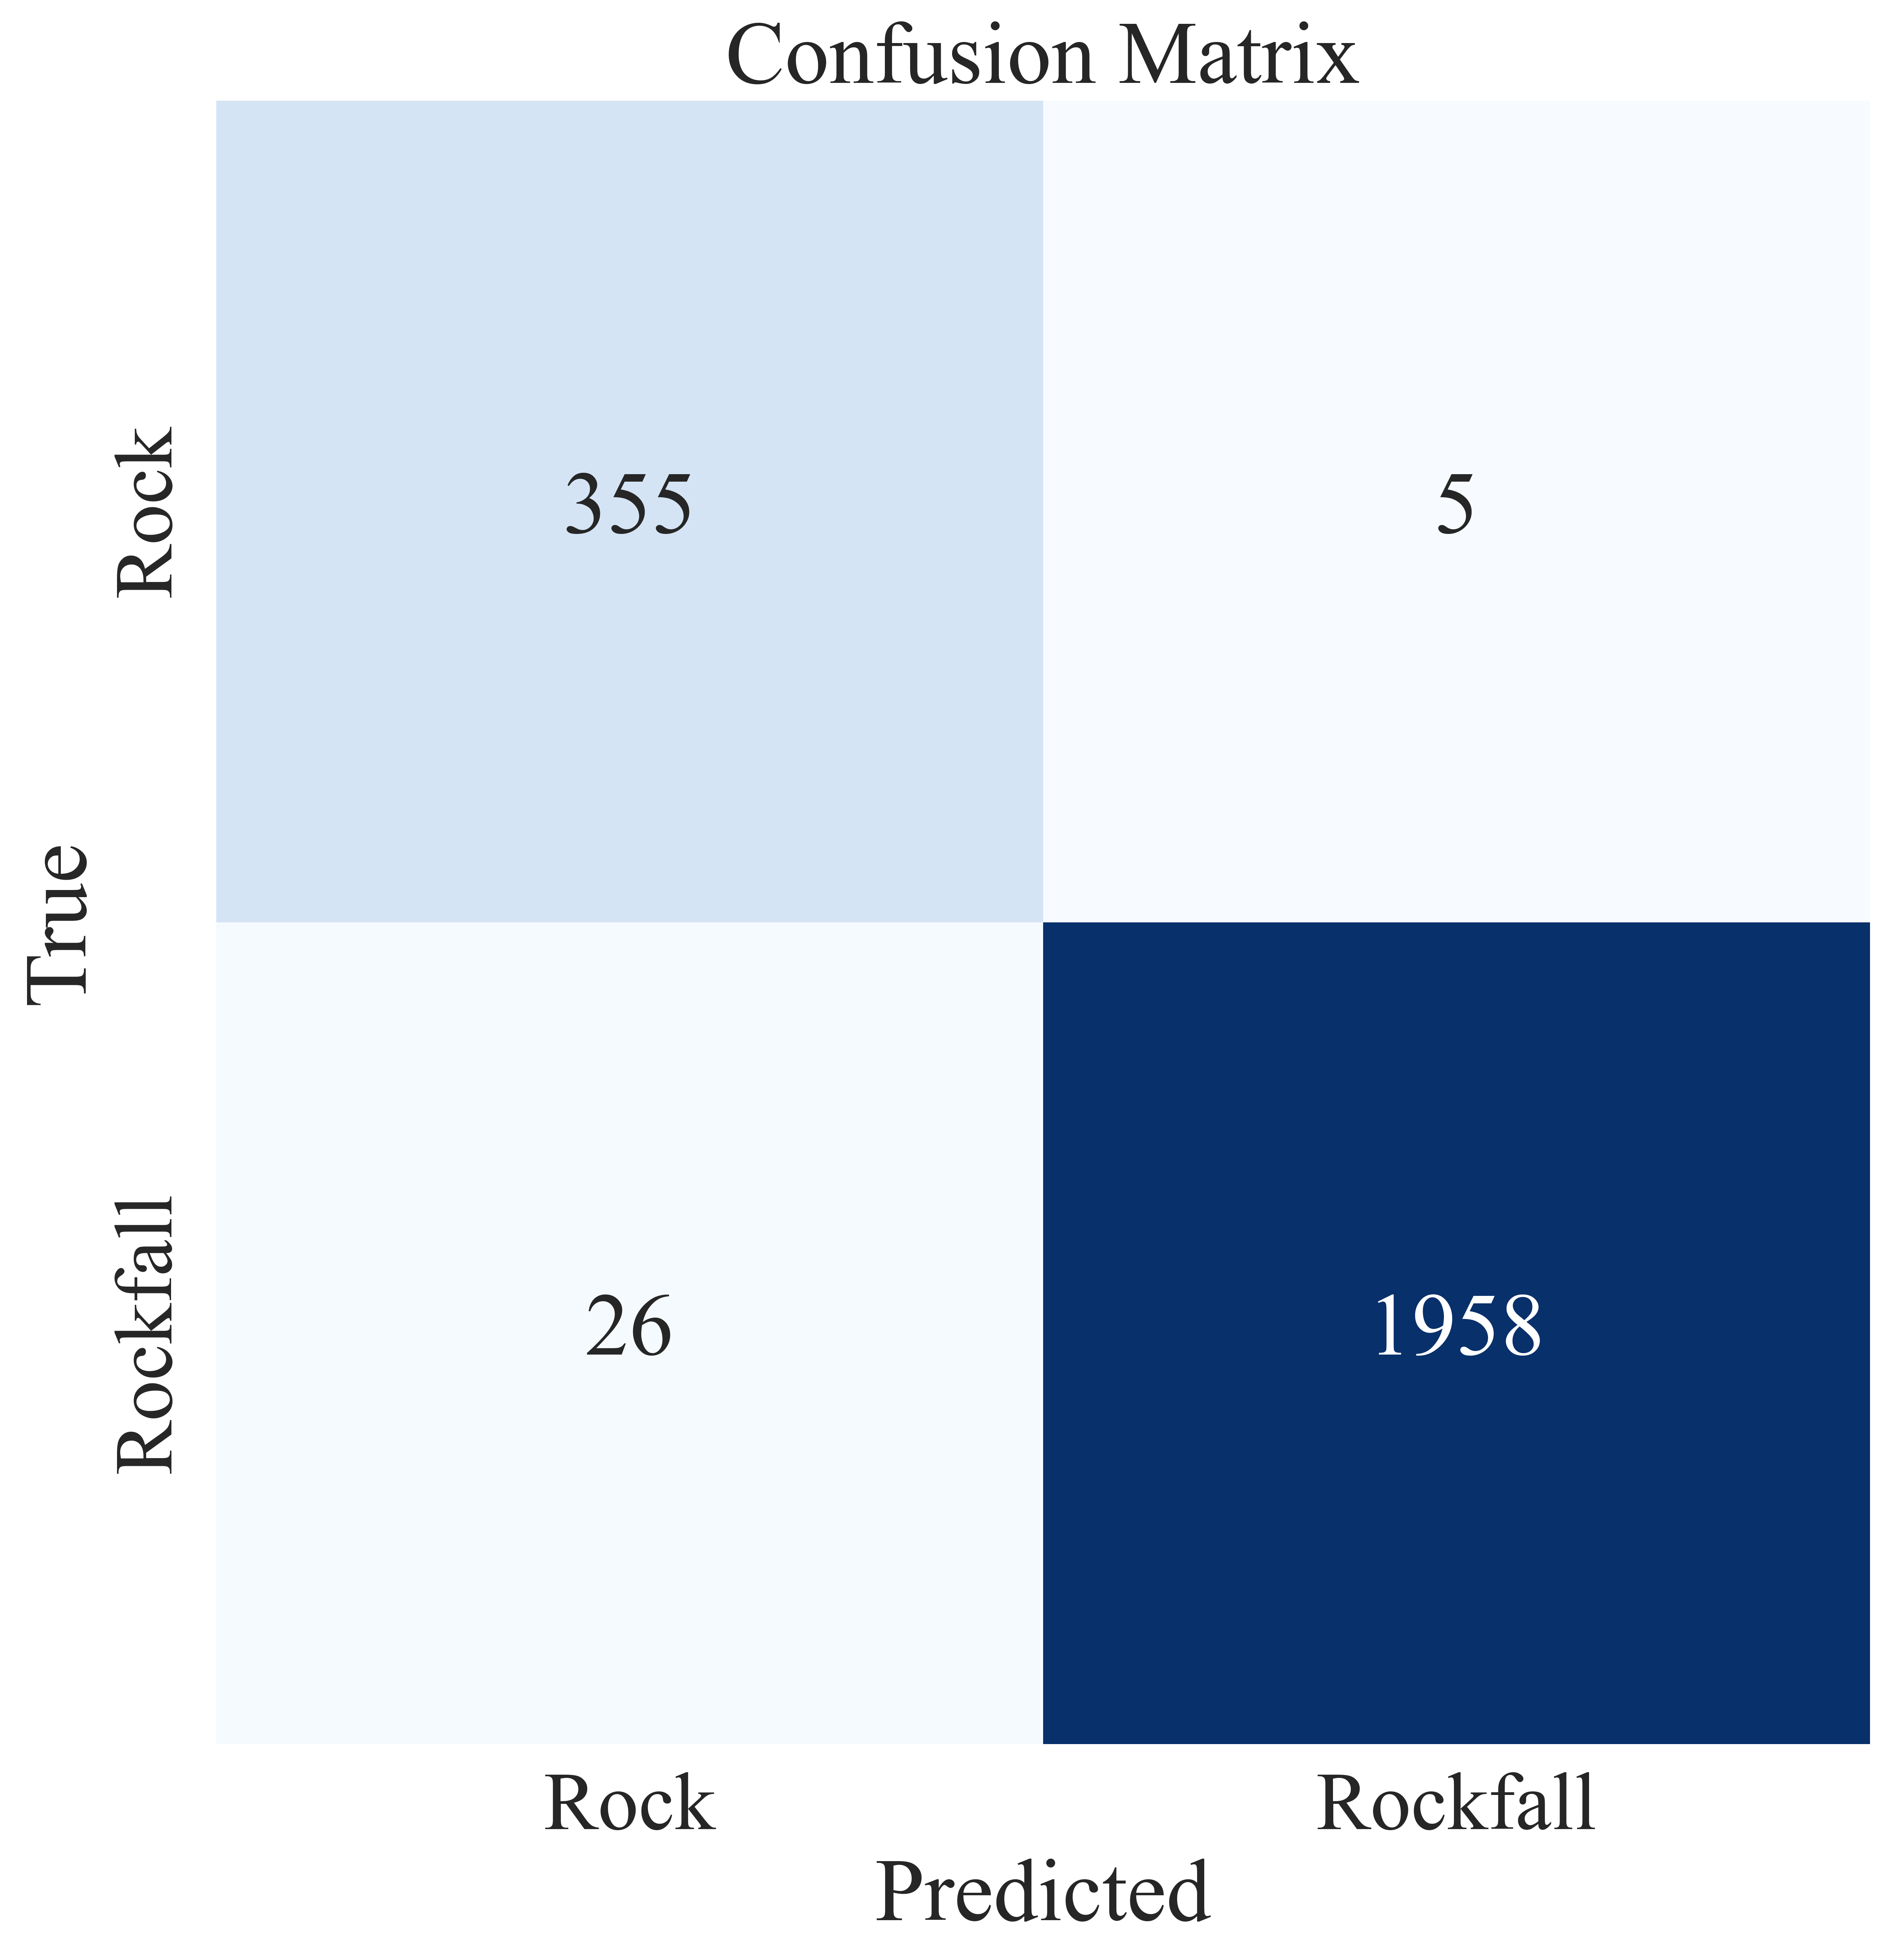 Confusion Matrix
True
Rock
355
5
Rockfall
26
1958
Rock
Rockfall
Predicted